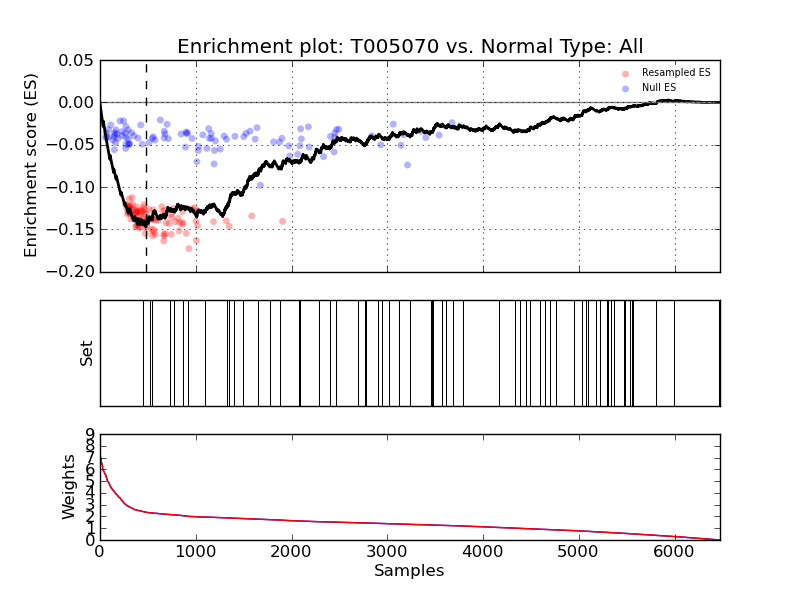 Enrichment plot: T005070 vs. Normal Type: All
Enrichment score (ES)
0.05
0.00
−0.05
−0.10
−0.15
−0.20
Resampled ES
Null ES
Set
Weights
9
8
7
6
5
4
3
2
1
0
0 1000 2000 3000 4000 5000 6000
Samples